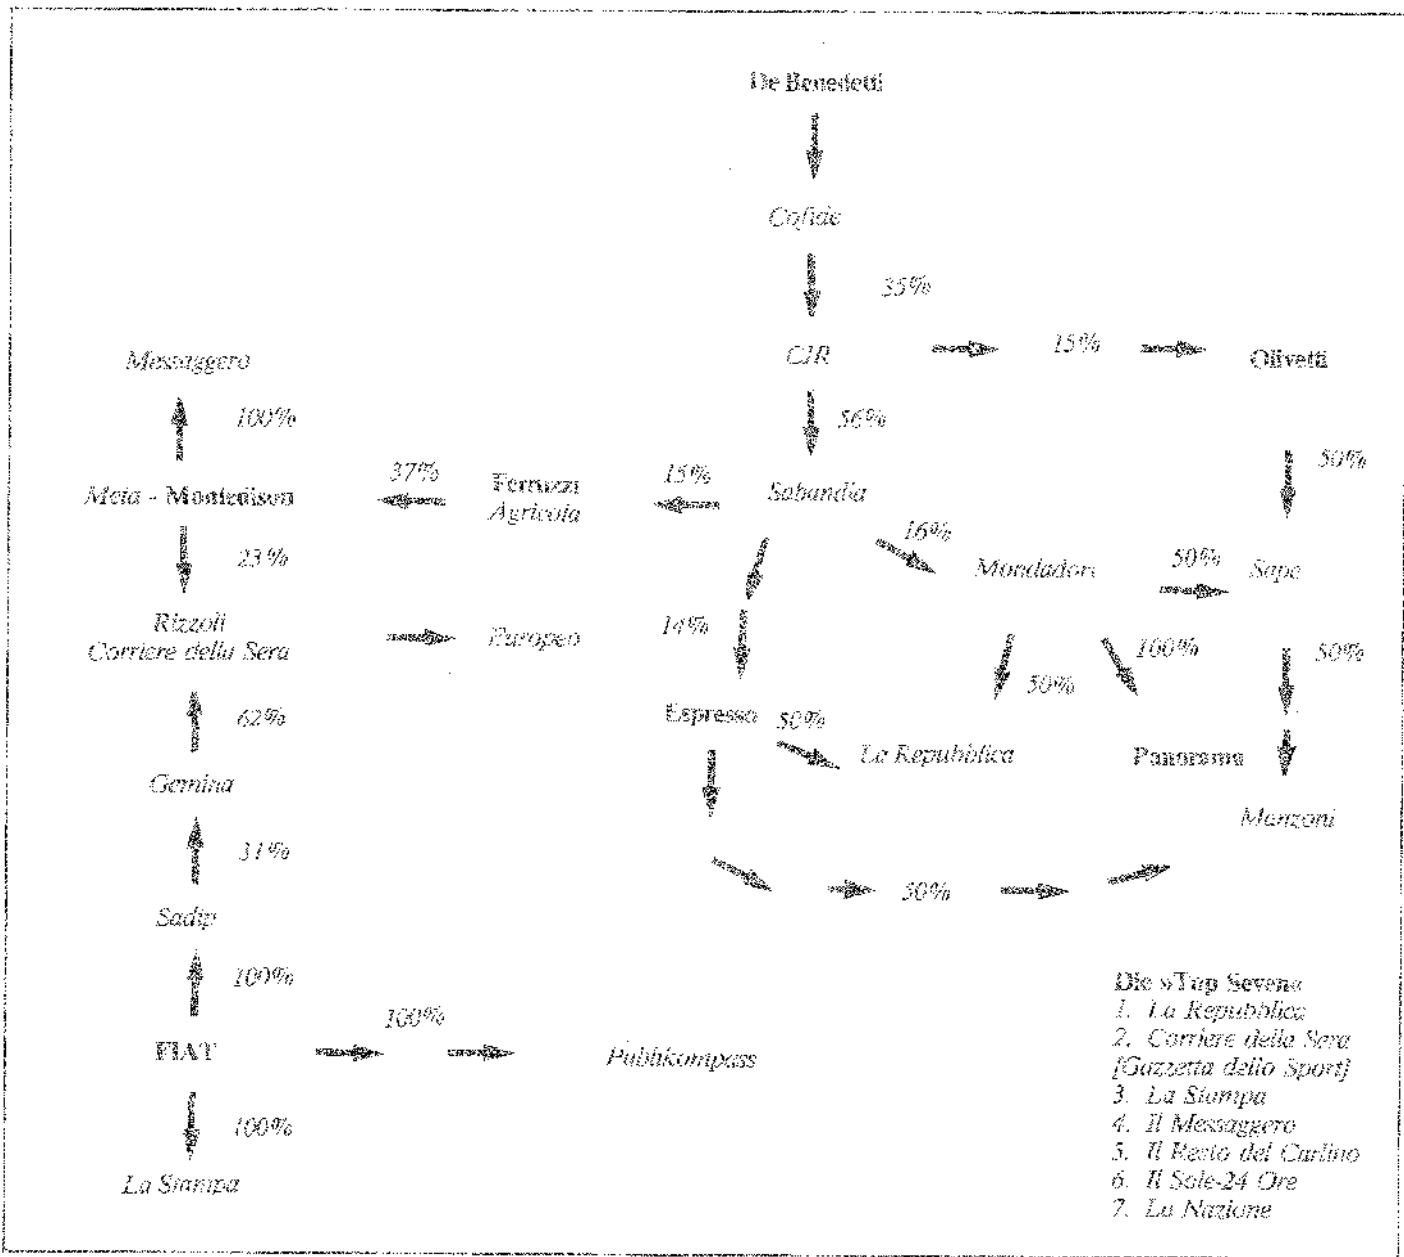 De Benedetti
Cofide
35%
CIR
15%
Olivetti
Messaggero
100%
56%
50%
37%
Ferruzzi
15%
Meta - Montedison
Agricola
Sabaudia
23%
16%
Mondadori
50%
Sape
Rizzoli
Corriere della Sera
Europeo
14%
100%
50%
50%
62%
Espresso
50%
La Repubblica
Panorama
Gemina
Manzoni
31%
50%
Sadip
100%
Die »Top Seven«
1. La Repubblica
100%
2. Corriere della Sera
FIAT
Publikompass
[Gazzetta dello Sport]
3. La Stampa
100%
4. Il Messaggero
5. Il Resto del Carlino
La Stampa
6. Il Sole-24 Ore
7. La Nazione